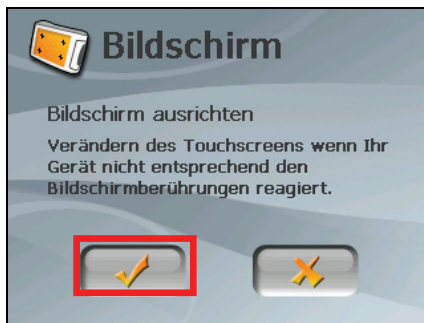 Bildschirm
Bildschirm ausrichten
Verändern des Touchscreens wenn Ihr
Gerät nicht entsprechend den
Bildschirmberührungen reagiert.